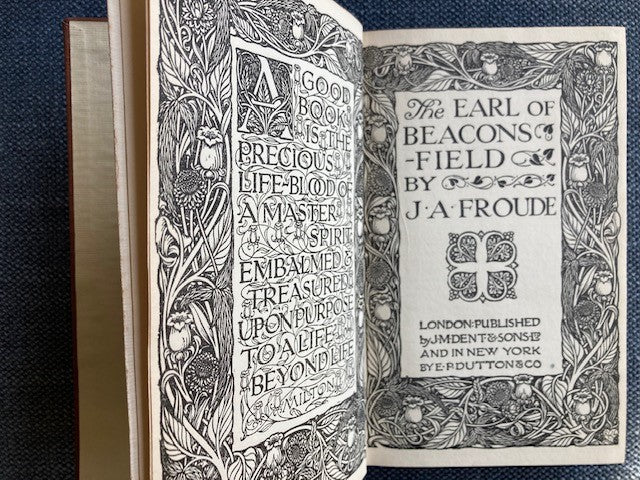 A GOOD
BOOK
IS THE
PRECIOUS
LIFE-BLOOD OF
A MASTER
SPIRIT,
EMBALMED &
TREASURED
UPON PURPOSE
TO A LIFE
BEYOND LIFE
MILTON
The EARL OF
BEACONS
-FIELD
BY
J. A. FROUDE
LONDON: PUBLISHED
by J. M. DENT & SONS LTD
AND IN NEW YORK
BY E. P. DUTTON & CO